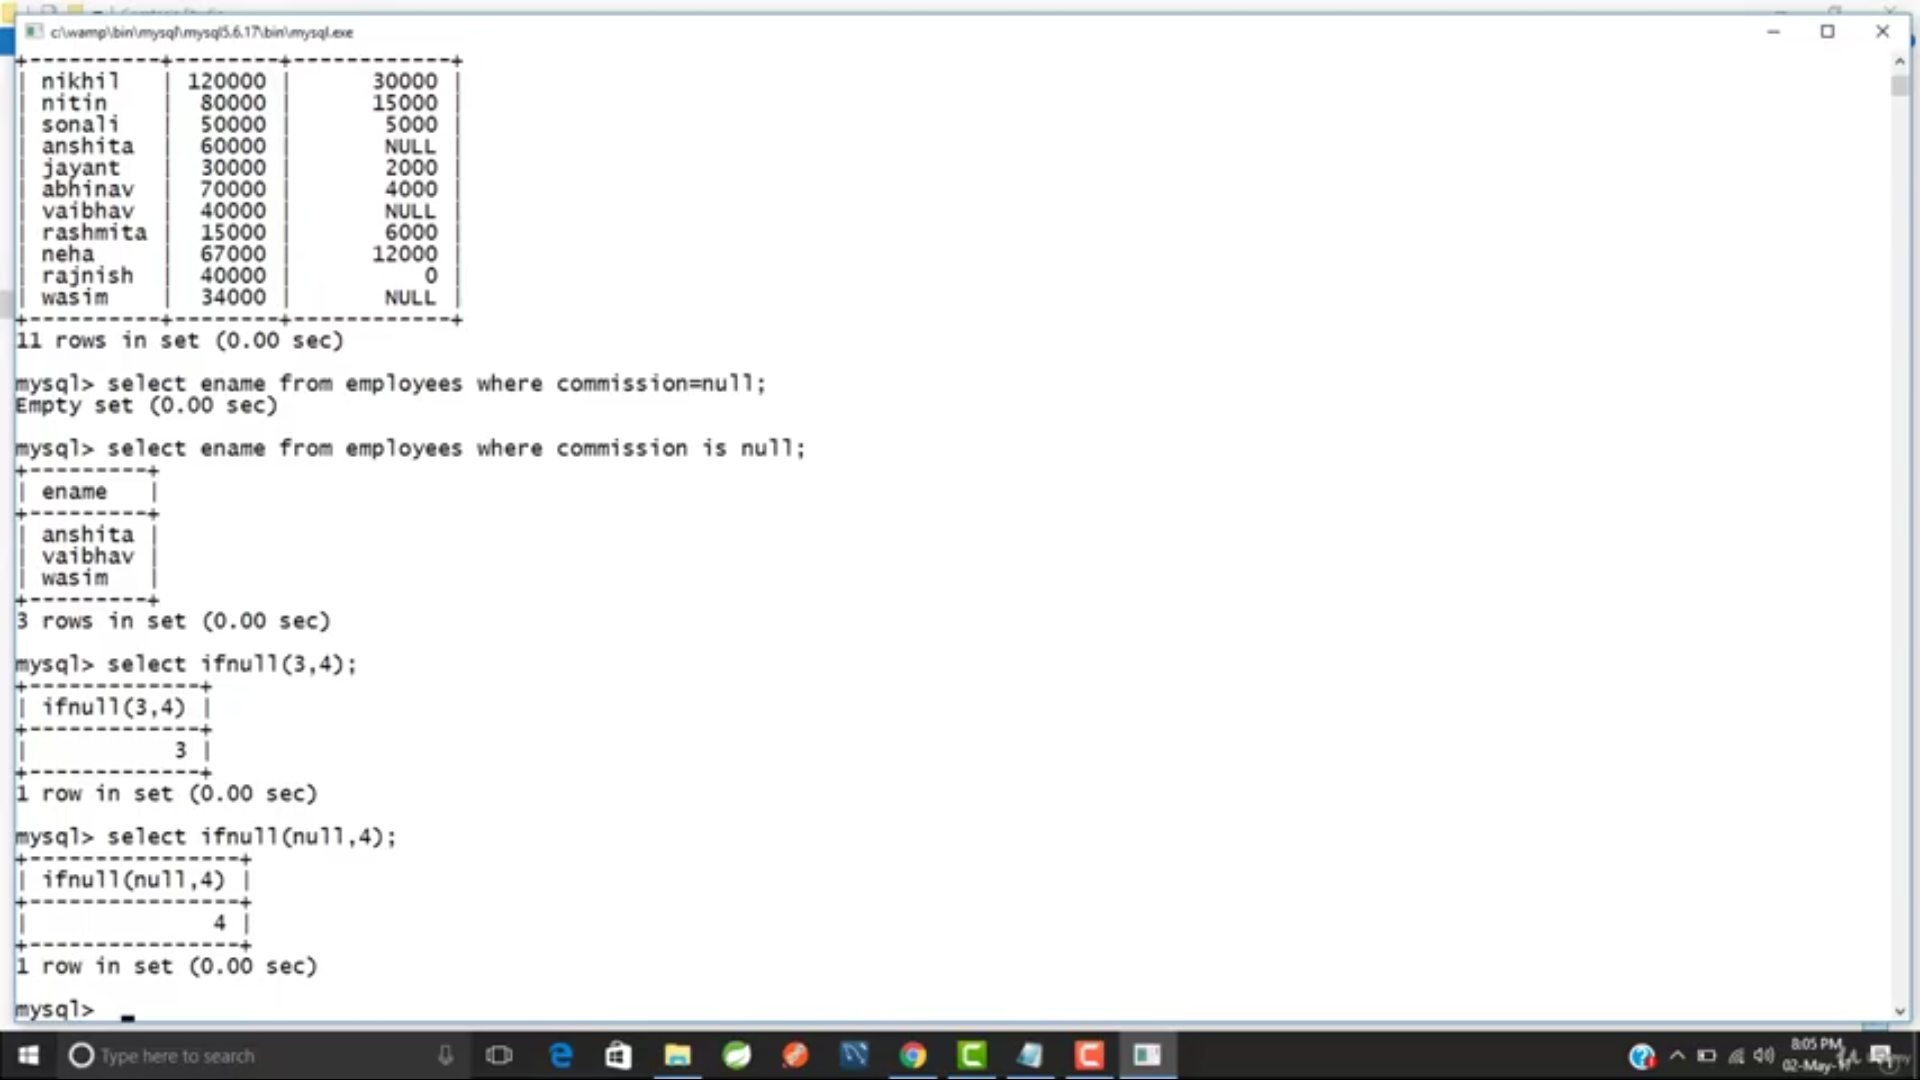 c:\wamp\bin\mysql\mysql5.6.17\bin\mysql.exe
+-----------+--------+------------+
| nikhil | 120000 | 30000 |
| nitin | 80000 | 15000 |
| sonali | 50000 | 5000 |
| anshita | 60000 | NULL |
| jayant | 30000 | 2000 |
| abhinav | 70000 | 4000 |
| vaibhav | 40000 | NULL |
| rashmita | 15000 | 6000 |
| neha | 67000 | 12000 |
| rajnish | 40000 | 0 |
| wasim | 34000 | NULL |
+-----------+--------+------------+
11 rows in set (0.00 sec)
mysql> select ename from employees where commission=null;
Empty set (0.00 sec)
mysql> select ename from employees where commission is null;
+---------+
| ename |
+---------+
| anshita |
| vaibhav |
| wasim |
+---------+
3 rows in set (0.00 sec)
mysql> select ifnull(3,4);
+-------------+
| ifnull(3,4) |
+-------------+
| 3 |
+-------------+
1 row in set (0.00 sec)
mysql> select ifnull(null,4);
+----------------+
| ifnull(null,4) |
+----------------+
| 4 |
+----------------+
1 row in set (0.00 sec)
mysql> _
Type here to search
8:05 PM
02-May-